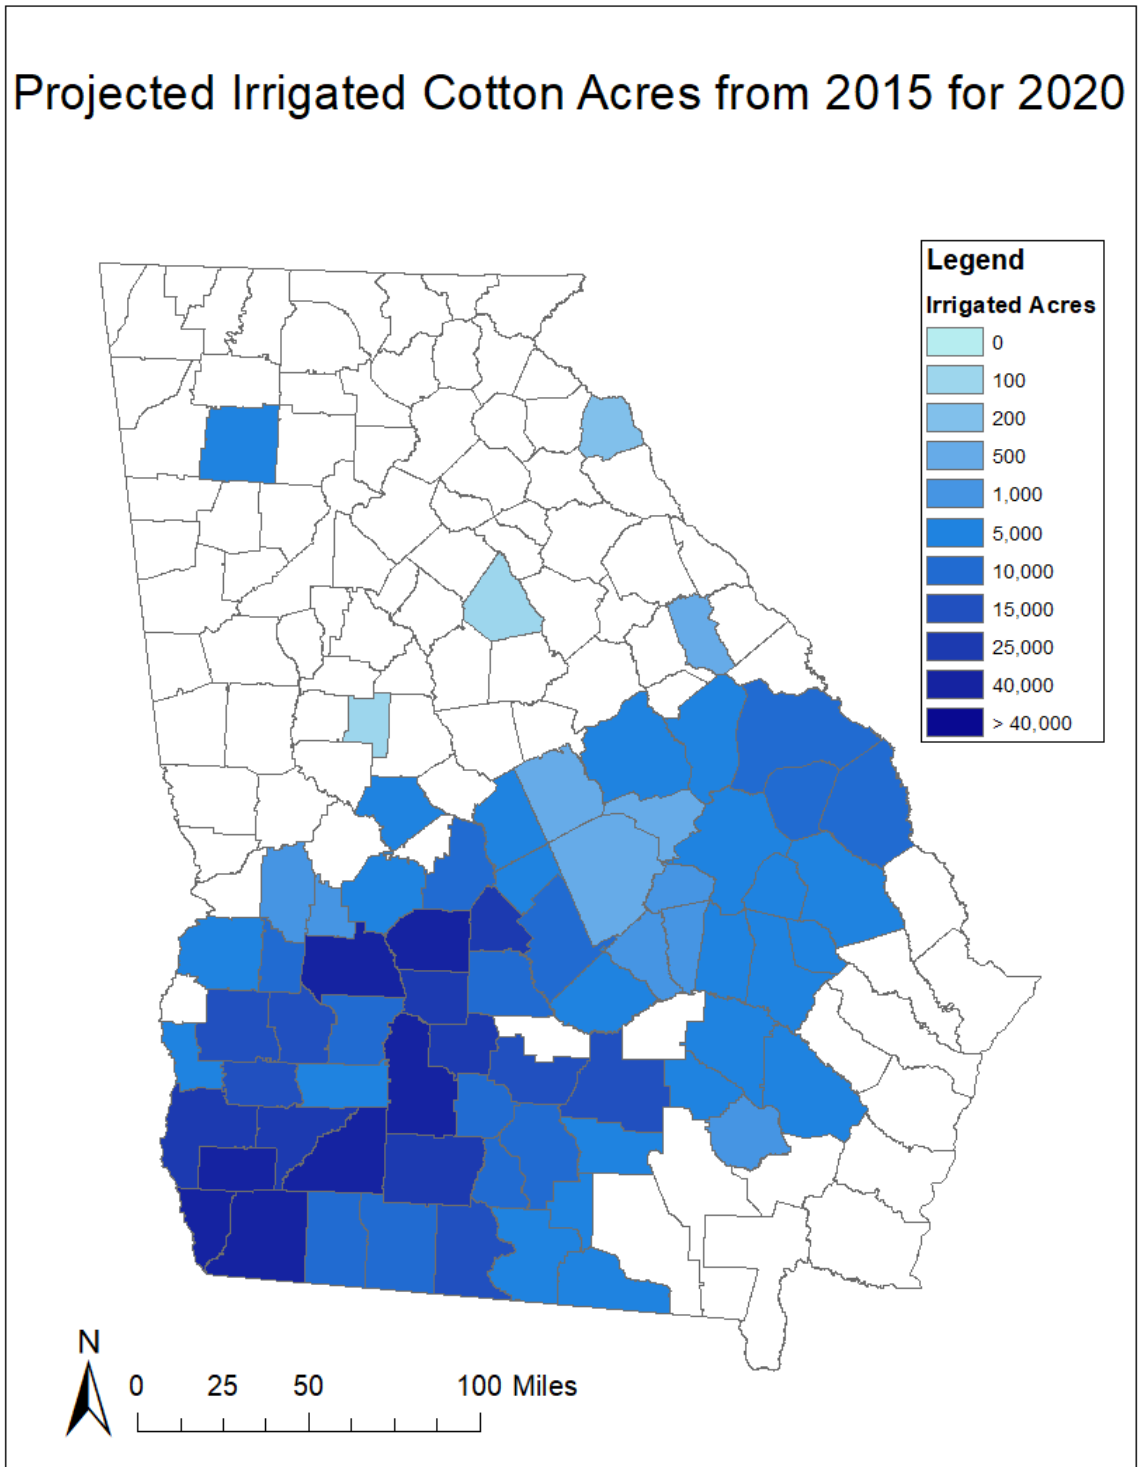 Projected Irrigated Cotton Acres from 2015 for 2020
Legend
Irrigated Acres
0
100
200
500
1,000
5,000
10,000
15,000
25,000
40,000
> 40,000
N
0 25 50 100 Miles